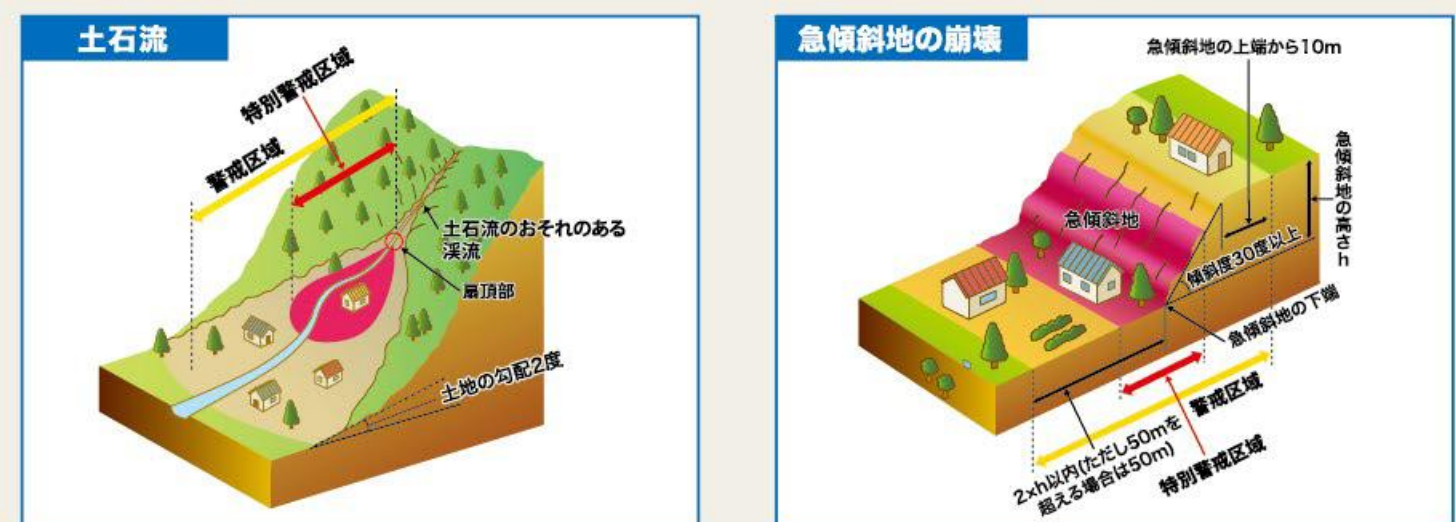 土石流
特別警戒区域
警戒区域
土石流のおそれのある
渓流
扇頂部
土地の勾配2度
急傾斜地の崩壊
急傾斜地の上端から10m
急傾斜地の高さh
急傾斜地
傾斜度30度以上
急傾斜地の下端
警戒区域
特別警戒区域
2×h以内(ただし50mを
超える場合は50m)